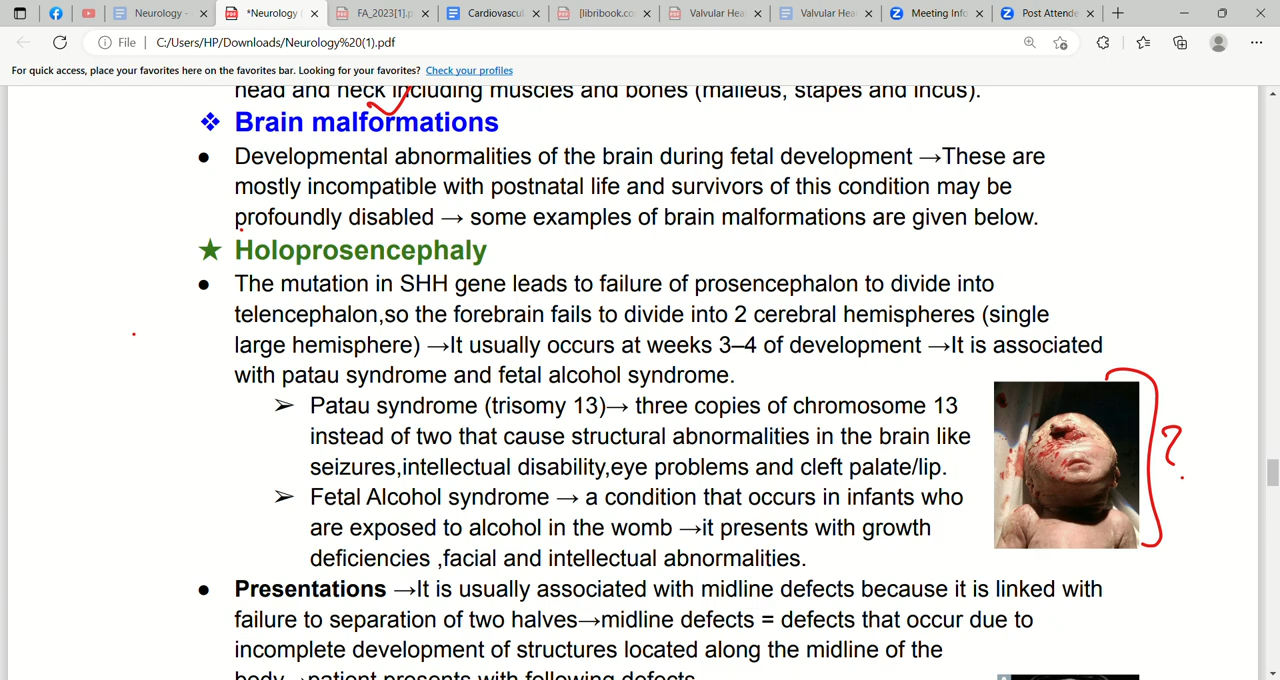 Neurology -
*Neurology (
FA_2023[1].p
Cardiovascul
[libribook.co
Valvular Hea
Valvular Hea
Meeting Info
Post Attende
File
C:/Users/HP/Downloads/Neurology%20(1).pdf
For quick access, place your favorites here on the favorites bar. Looking for your favorites? Check your profiles
head and neck including muscles and bones (malleus, stapes and incus).
❖ Brain malformations
● Developmental abnormalities of the brain during fetal development →These are
mostly incompatible with postnatal life and survivors of this condition may be
profoundly disabled → some examples of brain malformations are given below.
★ Holoprosencephaly
● The mutation in SHH gene leads to failure of prosencephalon to divide into
telencephalon,so the forebrain fails to divide into 2 cerebral hemispheres (single
large hemisphere) →It usually occurs at weeks 3–4 of development →It is associated
with patau syndrome and fetal alcohol syndrome.
➢ Patau syndrome (trisomy 13)→ three copies of chromosome 13
instead of two that cause structural abnormalities in the brain like
seizures,intellectual disability,eye problems and cleft palate/lip.
➢ Fetal Alcohol syndrome → a condition that occurs in infants who
are exposed to alcohol in the womb →it presents with growth
deficiencies ,facial and intellectual abnormalities.
?
● Presentations →It is usually associated with midline defects because it is linked with
failure to separation of two halves→midline defects = defects that occur due to
incomplete development of structures located along the midline of the
body→patient presents with following defects